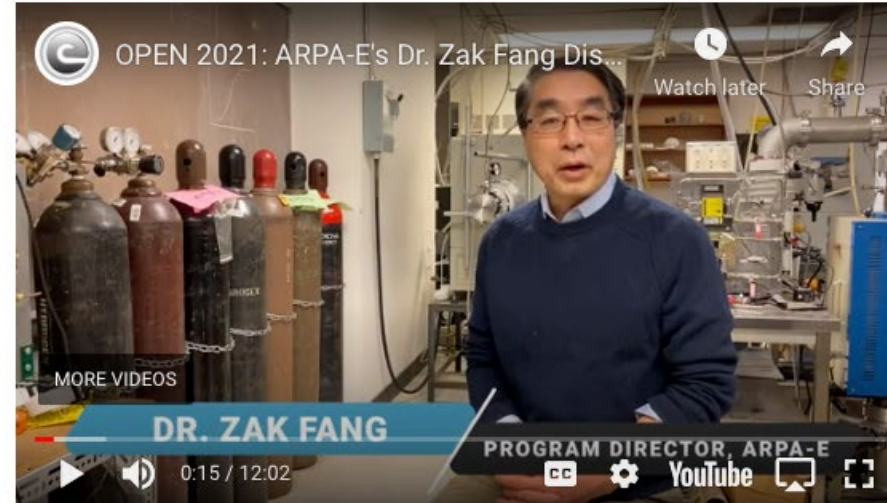 OPEN 2021: ARPA-E's Dr. Zak Fang Dis...
Watch later
Share
MORE VIDEOS
DR. ZAK FANG
PROGRAM DIRECTOR, ARPA-E
0:15 / 12:02
CC
YouTube